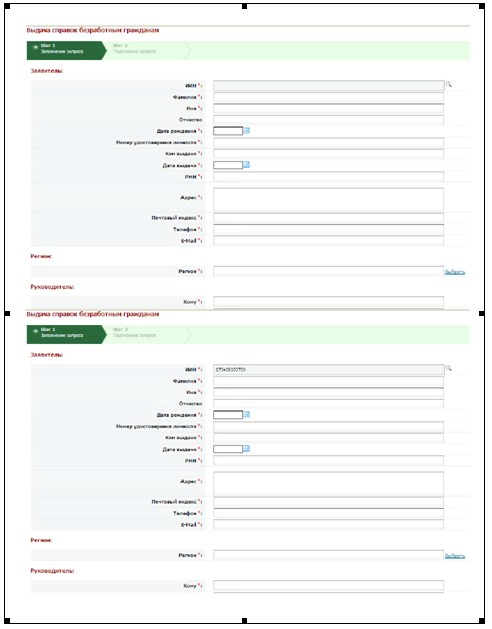 Выдача справок безработным гражданам
Шаг 1
Заполнение запроса
Шаг 2
Подписание запроса
Заявитель:
ИИН *:
Фамилия *:
Имя *:
Отчество
Дата рождения *:
Номер удостоверения личности *:
Кем выдано *:
Дата выдачи *:
РНН *:
Адрес *:
Почтовый индекс *:
Телефон *:
E-Mail *:
Регион:
Регион *:
Выбрать
Руководитель:
Кому *:
Выдача справок безработным гражданам
Шаг 1
Заполнение запроса
Шаг 2
Подписание запроса
Заявитель:
ИИН *:
Фамилия *:
Имя *:
Отчество
Дата рождения *:
Номер удостоверения личности *:
Кем выдано *:
Дата выдачи *:
РНН *:
Адрес *:
Почтовый индекс *:
Телефон *:
E-Mail *:
Регион:
Регион *:
Выбрать
Руководитель:
Кому *: